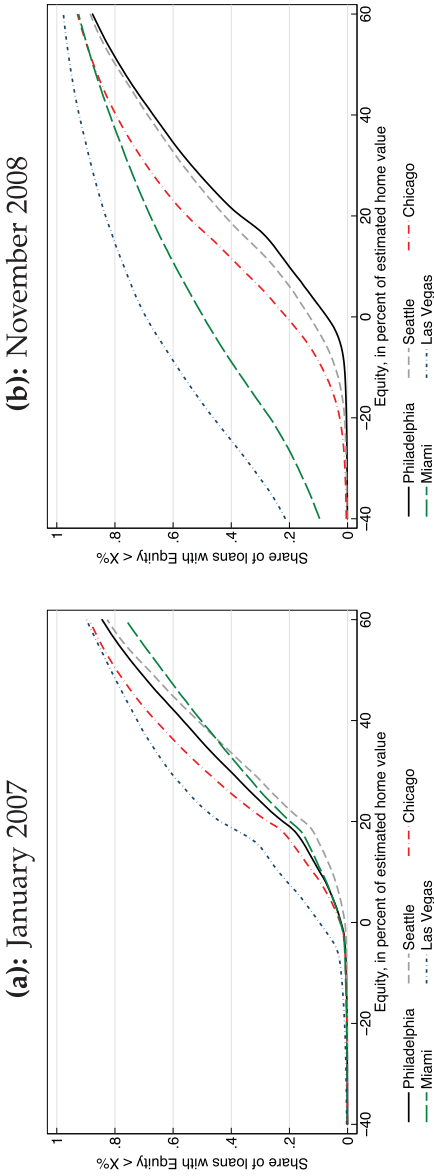 (a): January 2007
Share of loans with Equity < X%
1
.8
.6
.4
.2
0
-40
-20
0
20
40
60
Equity, in percent of estimated home value
Philadelphia
Seattle
Chicago
Miami
Las Vegas
(b): November 2008
Share of loans with Equity < X%
1
.8
.6
.4
.2
0
-40
-20
0
20
40
60
Equity, in percent of estimated home value
Philadelphia
Seattle
Chicago
Miami
Las Vegas